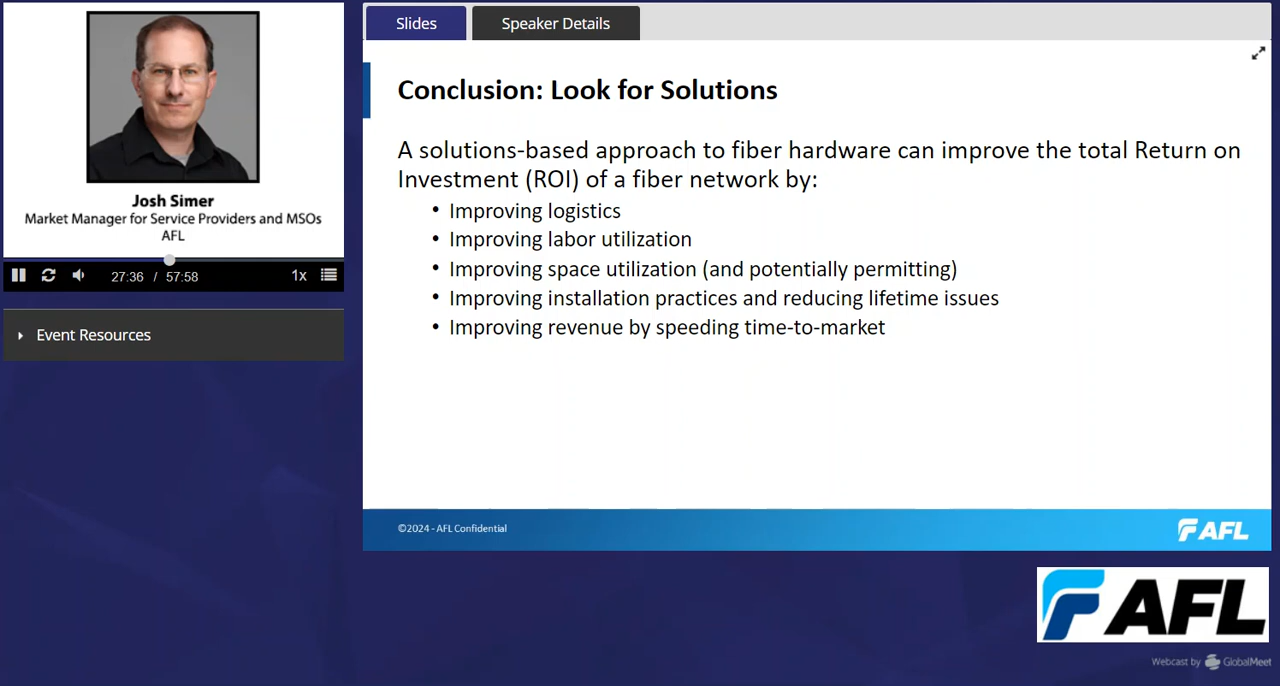 Slides
Speaker Details
Josh Simer
Market Manager for Service Providers and MSOs
AFL
27:36 / 57:58
1x
Event Resources
Conclusion: Look for Solutions
A solutions-based approach to fiber hardware can improve the total Return on
Investment (ROI) of a fiber network by:
• Improving logistics
• Improving labor utilization
• Improving space utilization (and potentially permitting)
• Improving installation practices and reducing lifetime issues
• Improving revenue by speeding time-to-market
©2024 - AFL Confidential
AFL
AFL
Webcast by GlobalMeet